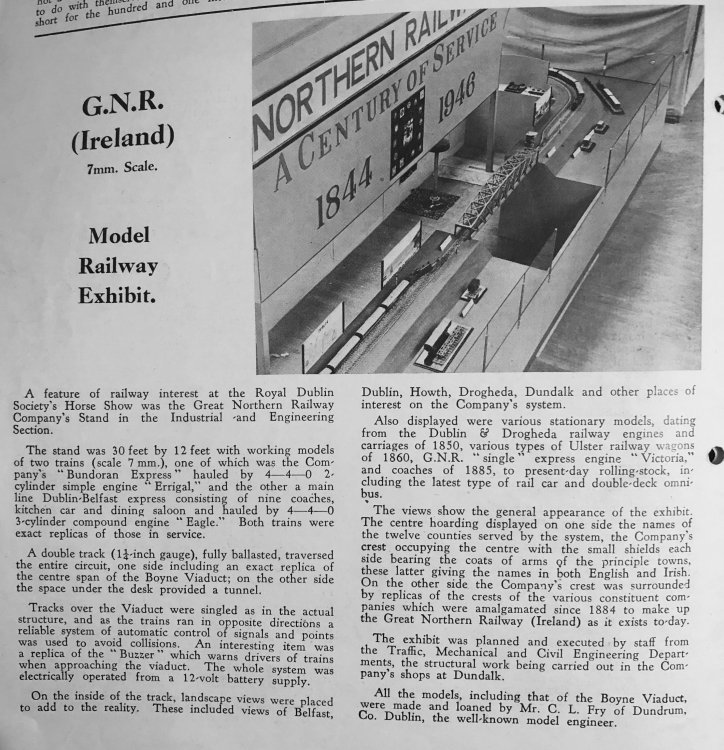 to do with themse
short for the hundred and one
G.N.R.
(Ireland)
7mm. Scale.
Model
Railway
Exhibit.
NORTHERN RAILW
A CENTURY OF SERVICE
1844 1946
A feature of railway interest at the Royal Dublin
Society's Horse Show was the Great Northern Railway
Company's Stand in the Industrial and Engineering
Section.
The stand was 30 feet by 12 feet with working models
of two trains (scale 7 mm.), one of which was the Com-
pany's "Bundoran Express" hauled by 4—4—0 2-
cylinder simple engine "Errigal," and the other a main
line Dublin-Belfast express consisting of nine coaches,
kitchen car and dining saloon and hauled by 4—4—0
3-cylinder compound engine "Eagle." Both trains were
exact replicas of those in service.
A double track (1¼-inch gauge), fully ballasted, traversed
the entire circuit, one side including an exact replica of
the centre span of the Boyne Viaduct; on the other side
the space under the desk provided a tunnel.
Tracks over the Viaduct were singled as in the actual
structure, and as the trains ran in opposite directions a
reliable system of automatic control of signals and points
was used to avoid collisions. An interesting item was
a replica of the "Buzzer" which warns drivers of trains
when approaching the viaduct. The whole system was
electrically operated from a 12-volt battery supply.
On the inside of the track, landscape views were placed
to add to the reality. These included views of Belfast,
Dublin, Howth, Drogheda, Dundalk and other places of
interest on the Company's system.
Also displayed were various stationary models, dating
from the Dublin & Drogheda railway engines and
carriages of 1850, various types of Ulster railway wagons
of 1860, G.N.R. "single" express engine "Victoria,"
and coaches of 1885, to present-day rolling-stock, in-
cluding the latest type of rail car and double-deck omni-
bus.
The views show the general appearance of the exhibit.
The centre hoarding displayed on one side the names of
the twelve counties served by the system, the Company's
crest occupying the centre with the small shields each
side bearing the coats of arms of the principle towns,
these latter giving the names in both English and Irish.
On the other side the Company's crest was surrounded
by replicas of the crests of the various constituent com-
panies which were amalgamated since 1884 to make up
the Great Northern Railway (Ireland) as it exists to-day.
The exhibit was planned and executed by staff from
the Traffic, Mechanical and Civil Engineering Depart-
ments, the structural work being carried out in the Com-
pany's shops at Dundalk.
All the models, including that of the Boyne Viaduct,
were made and loaned by Mr. C. L. Fry of Dundrum,
Co. Dublin, the well-known model engineer.